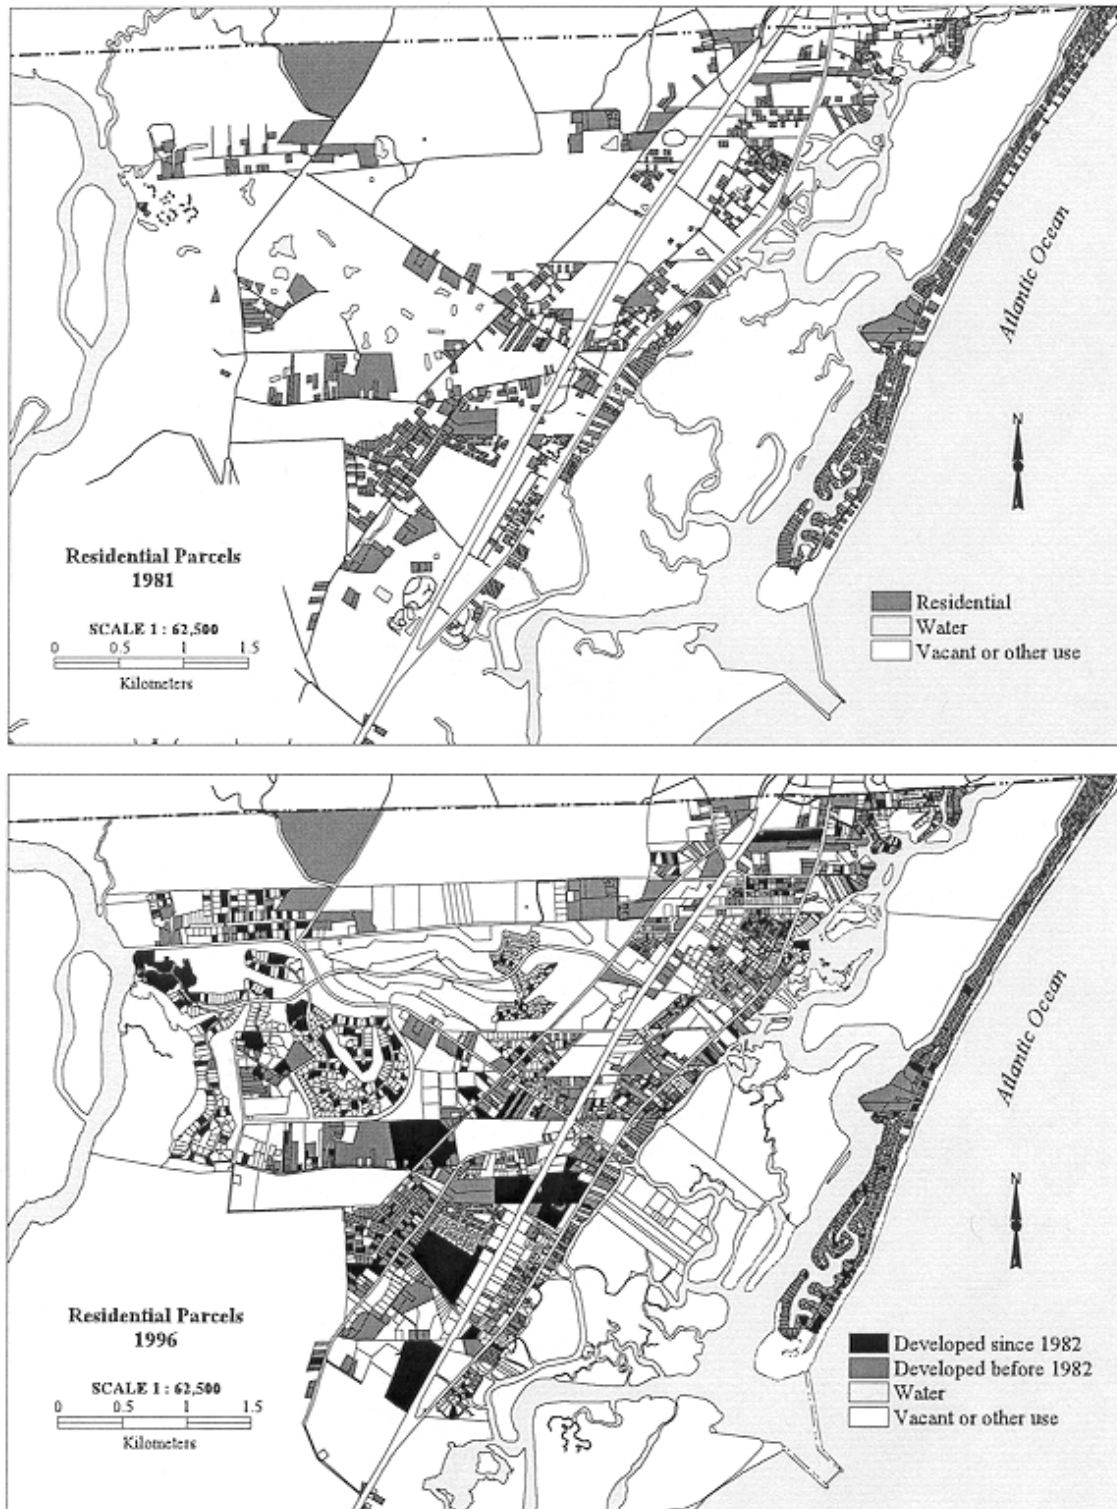 Atlantic Ocean
N
Residential Parcels
1981
SCALE 1 : 62,500
0 0.5 1 1.5
Kilometers
Residential
Water
Vacant or other use
Atlantic Ocean
N
Residential Parcels
1996
SCALE 1 : 62,500
0 0.5 1 1.5
Kilometers
Developed since 1982
Developed before 1982
Water
Vacant or other use